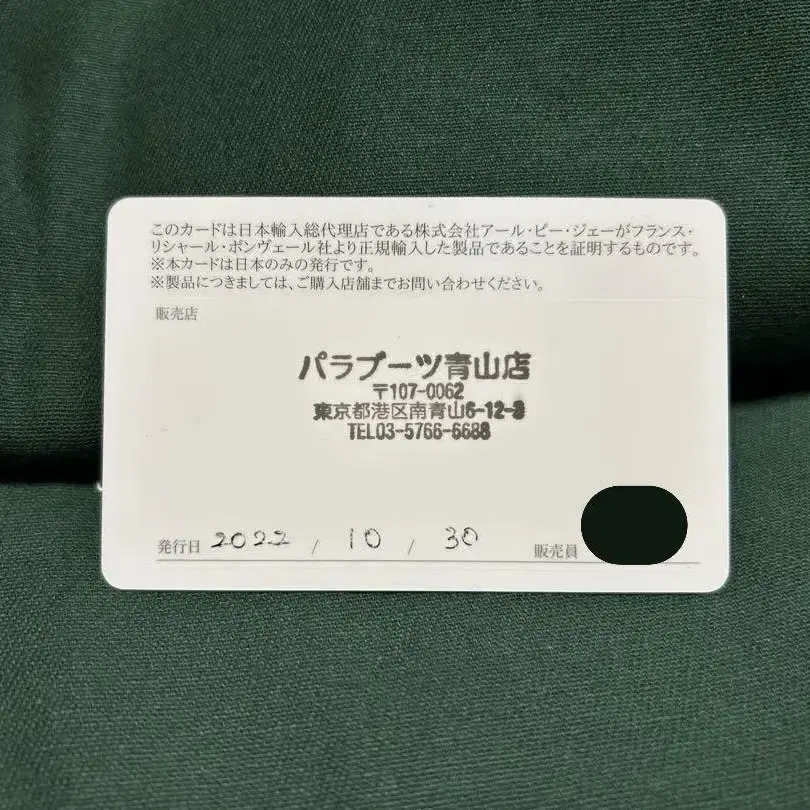 このカードは日本輸入総代理店である株式会社アール・ピー・ジェーがフランス・
リシャール・ポンヴェール社より正規輸入した製品であることを証明するものです。
※本カードは日本のみの発行です。
※製品につきましては、ご購入店舗までお問い合わせください。
販売店
パラブーツ青山店
〒107-0062
東京都港区南青山6-12-3
TEL03-5766-6688
発行日 2022 / 10 / 30 販売員